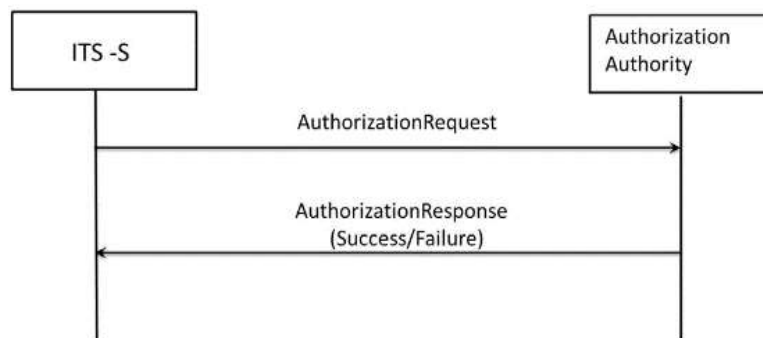 ITS -S
Authorization
Authority
AuthorizationRequest
AuthorizationResponse
(Success/Failure)